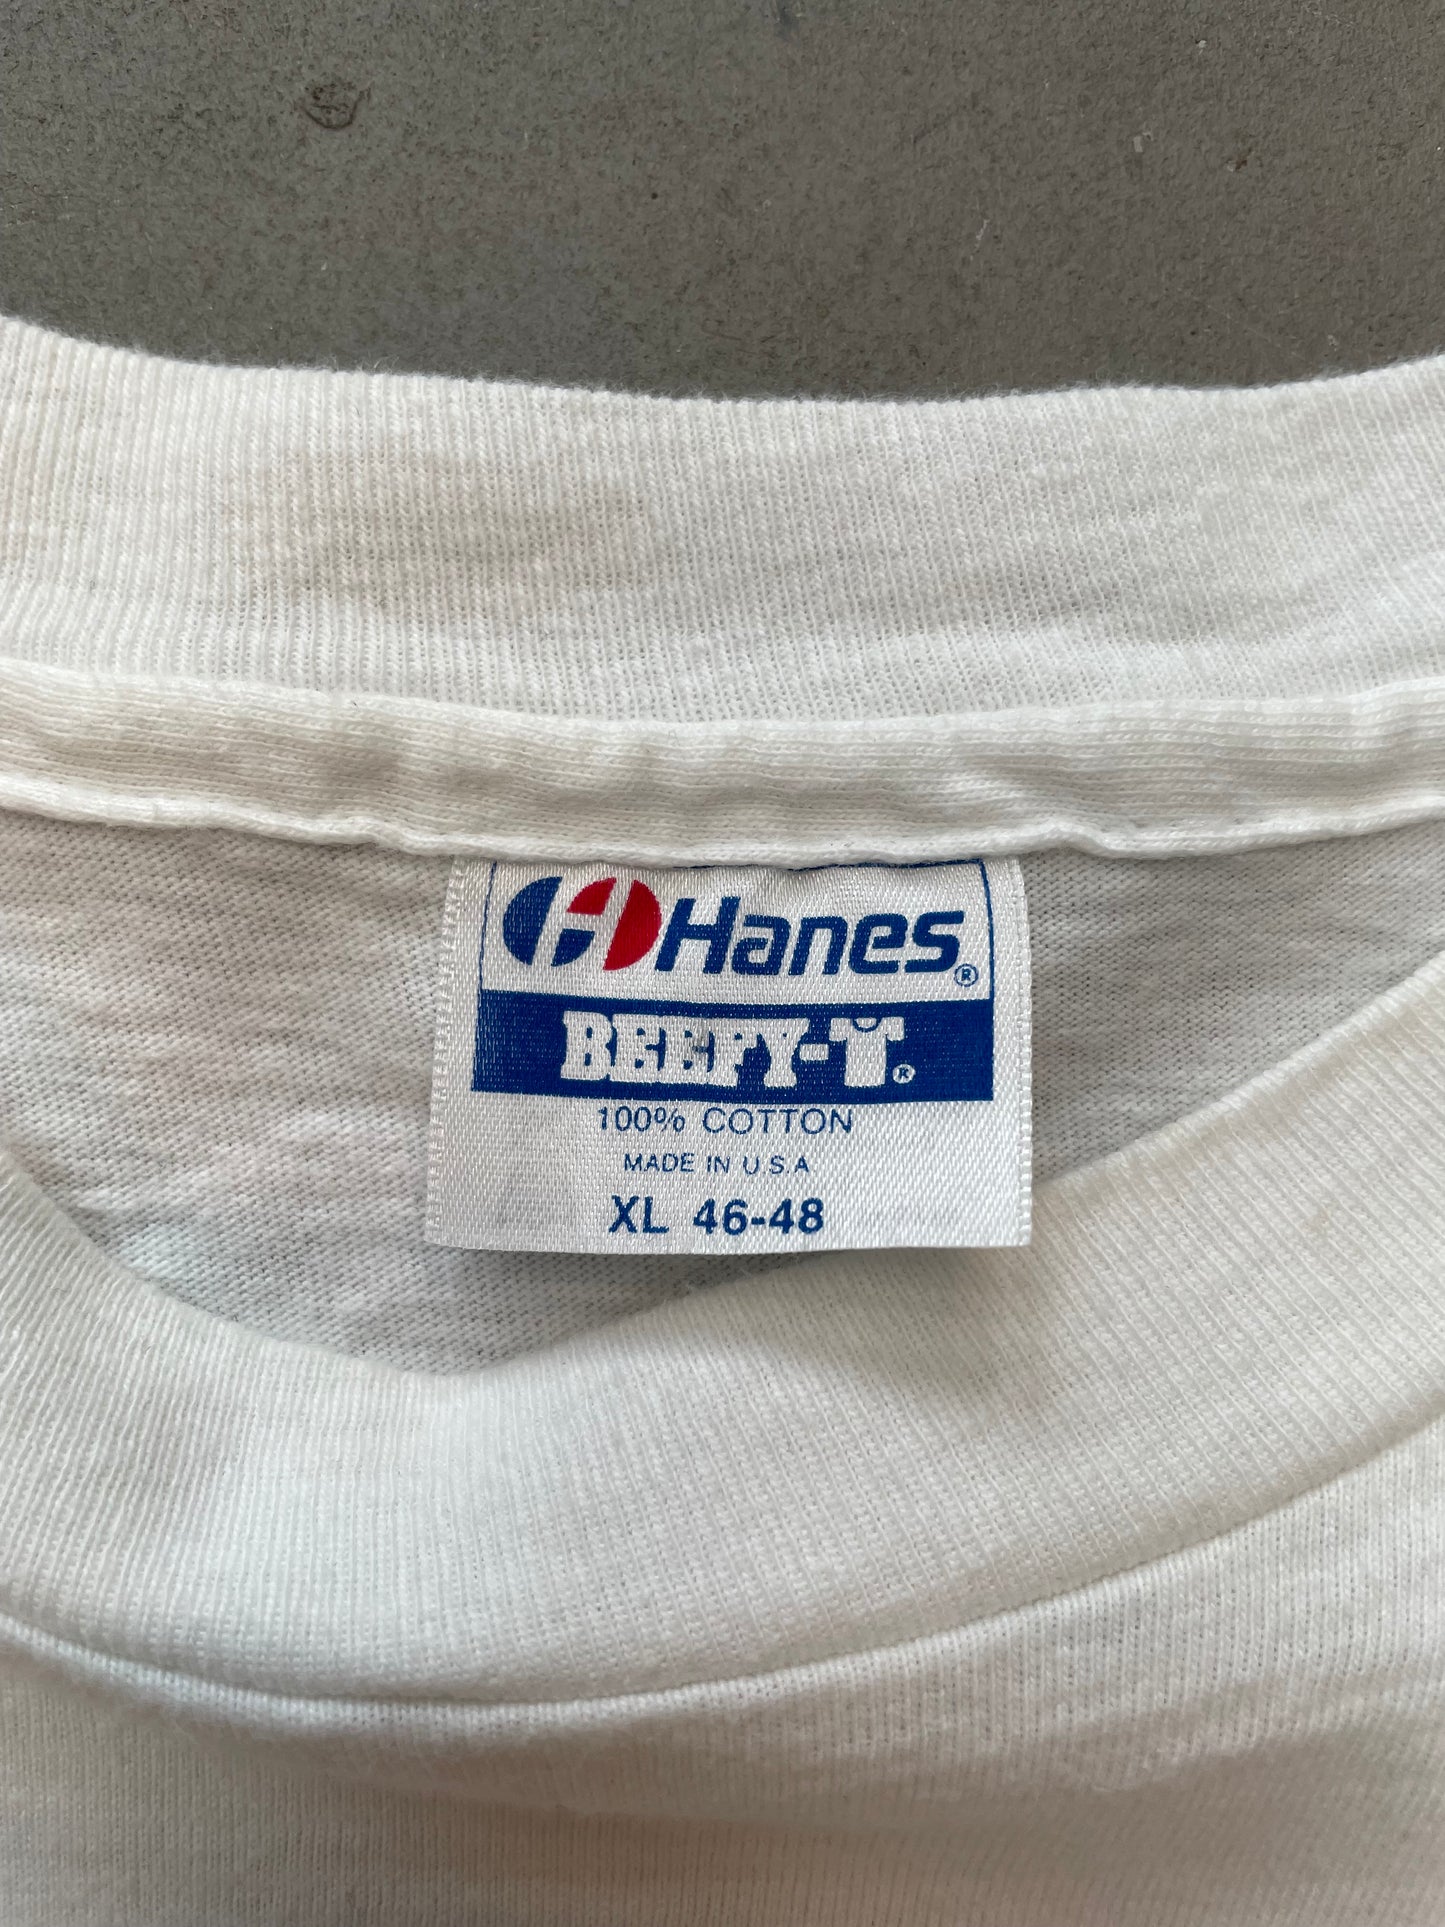 Hanes®
BEEFY-T®
100% COTTON
MADE IN U.S.A
XL 46-48